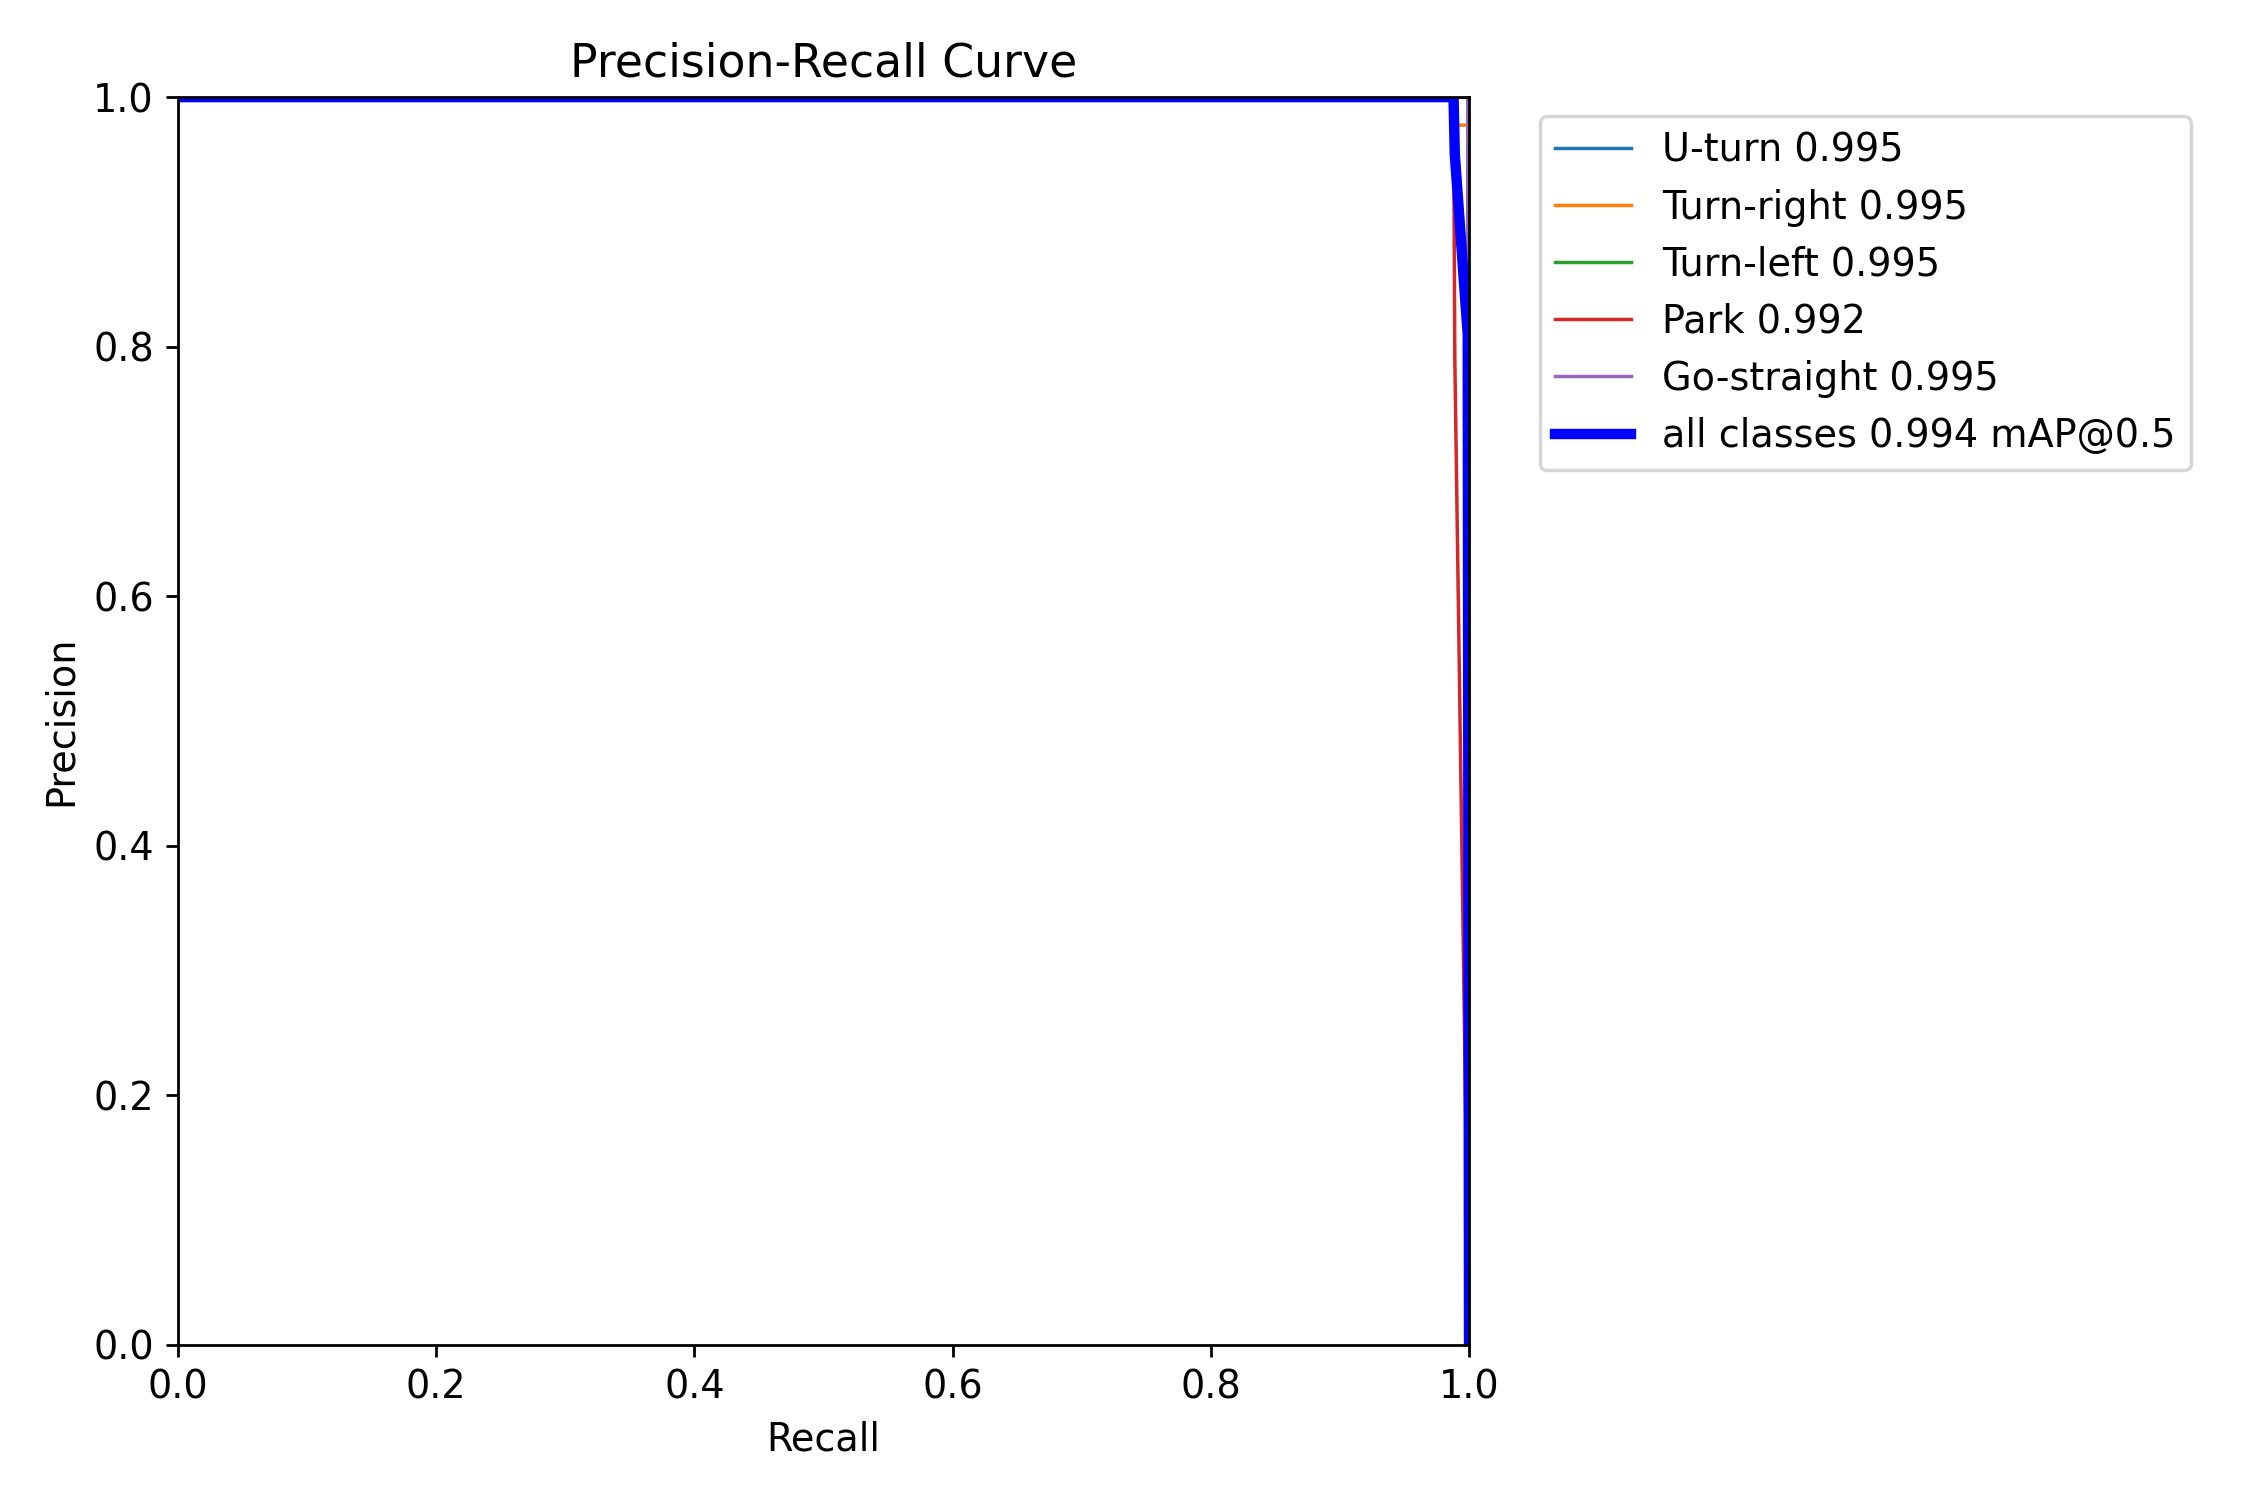 Precision-Recall Curve
1.0
0.8
0.6
0.4
0.2
0.0
Precision
0.0 0.2 0.4 0.6 0.8 1.0
Recall
U-turn 0.995
Turn-right 0.995
Turn-left 0.995
Park 0.992
Go-straight 0.995
all classes 0.994 mAP@0.5